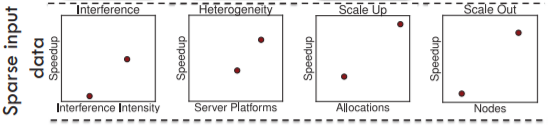 Sparse input
data
Interference
Speedup
Interference Intensity
Heterogeneity
Speedup
Server Platforms
Scale Up
Speedup
Allocations
Scale Out
Speedup
Nodes